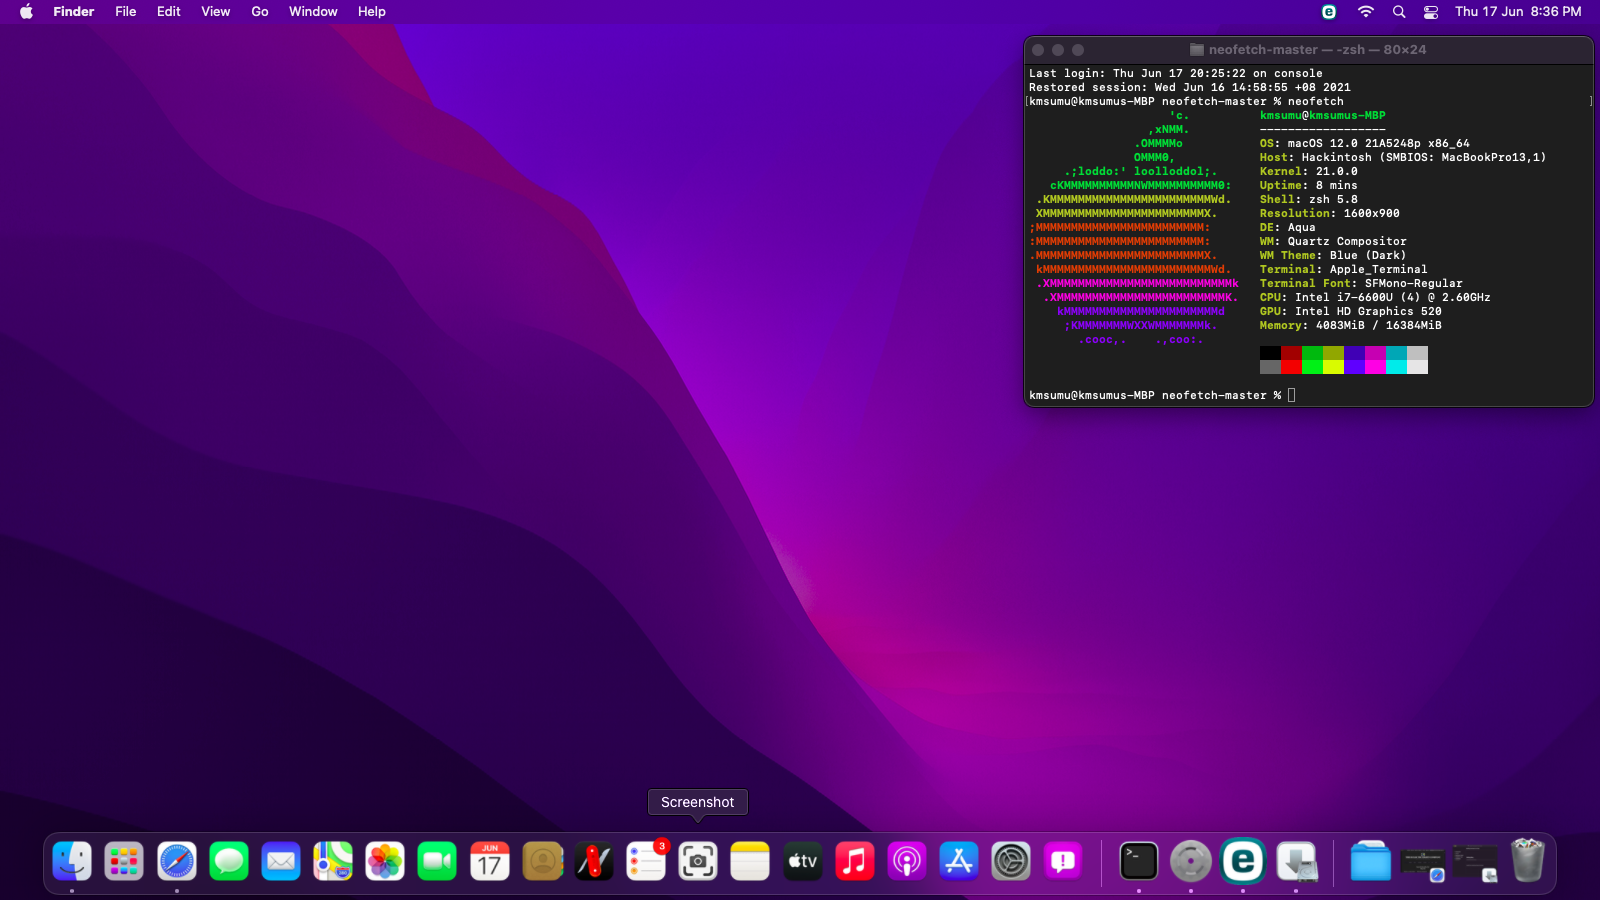 Finder File Edit View Go Window Help
e
Thu 17 Jun 8:36 PM
neofetch-master — -zsh — 80×24
Last login: Thu Jun 17 20:25:22 on console
Restored session: Wed Jun 16 14:58:55 +08 2021
[kmsumu@kmsumus-MBP neofetch-master % neofetch ]
'c. kmsumu@kmsumus-MBP
,xNMM. ------------------
.OMMMMo OS: macOS 12.0 21A5248p x86_64
OMMM0, Host: Hackintosh (SMBIOS: MacBookPro13,1)
.;loddo:' loolloddol;. Kernel: 21.0.0
cKMMMMMMMMMMNWMMMMMMMMMM0: Uptime: 8 mins
.KMMMMMMMMMMMMMMMMMMMMMMMWd. Shell: zsh 5.8
XMMMMMMMMMMMMMMMMMMMMMMMX. Resolution: 1600x900
;MMMMMMMMMMMMMMMMMMMMMMMM: DE: Aqua
:MMMMMMMMMMMMMMMMMMMMMMMM: WM: Quartz Compositor
.MMMMMMMMMMMMMMMMMMMMMMMMX. WM Theme: Blue (Dark)
kMMMMMMMMMMMMMMMMMMMMMMMMWd. Terminal: Apple_Terminal
.XMMMMMMMMMMMMMMMMMMMMMMMMMMk Terminal Font: SFMono-Regular
.XMMMMMMMMMMMMMMMMMMMMMMMMK. CPU: Intel i7-6600U (4) @ 2.60GHz
kMMMMMMMMMMMMMMMMMMMMMMd GPU: Intel HD Graphics 520
;KMMMMMMMWXXWMMMMMMMk. Memory: 4083MiB / 16384MiB
.cooc,. .,coo:.
kmsumu@kmsumus-MBP neofetch-master %
Screenshot
JUN
17
3
tv
>_
e